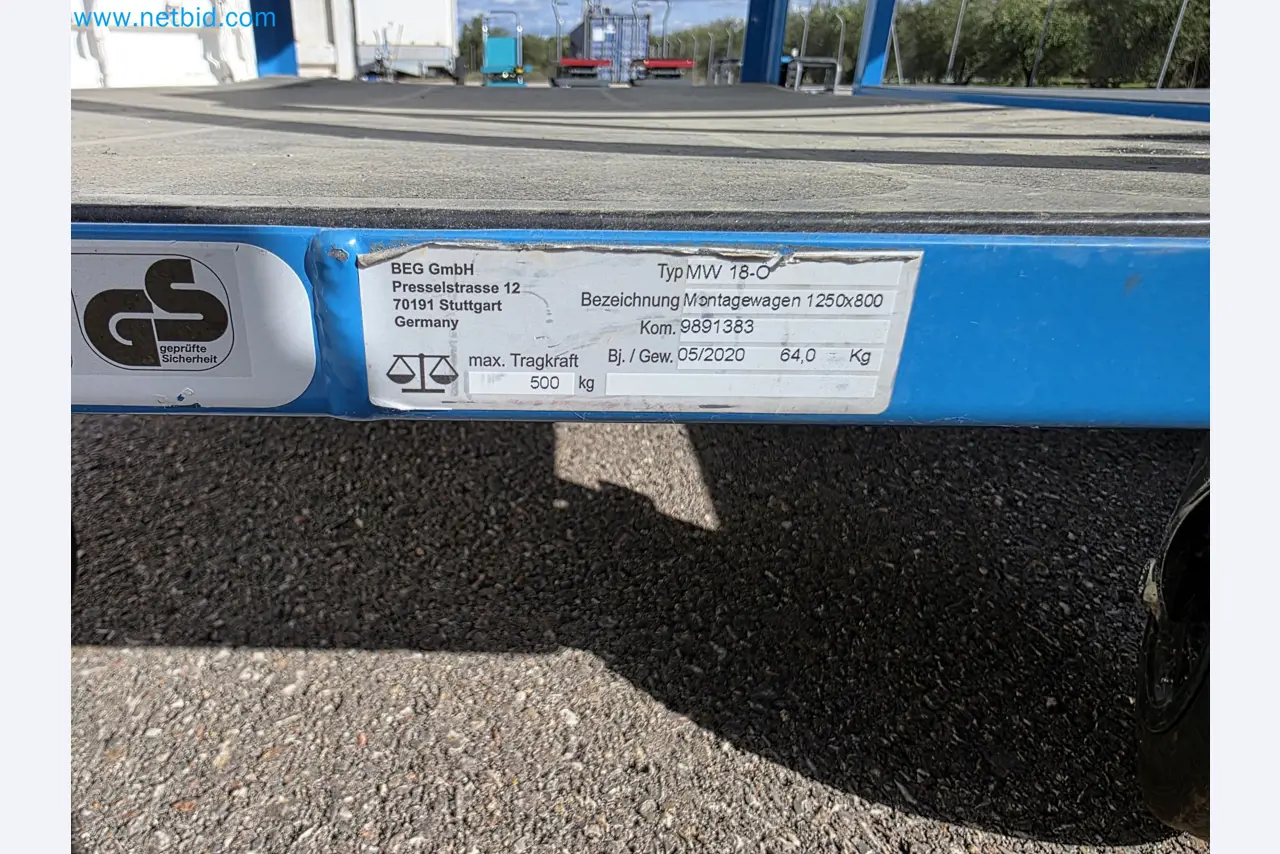 www.netbid.com
GS
geprüfte
Sicherheit
BEG GmbH
Presselstrasse 12
70191 Stuttgart
Germany
max. Tragkraft
500 kg
Typ MW 18-O
Bezeichnung Montagewagen 1250x800
Kom. 9891383
Bj. / Gew. 05/2020 64,0 Kg